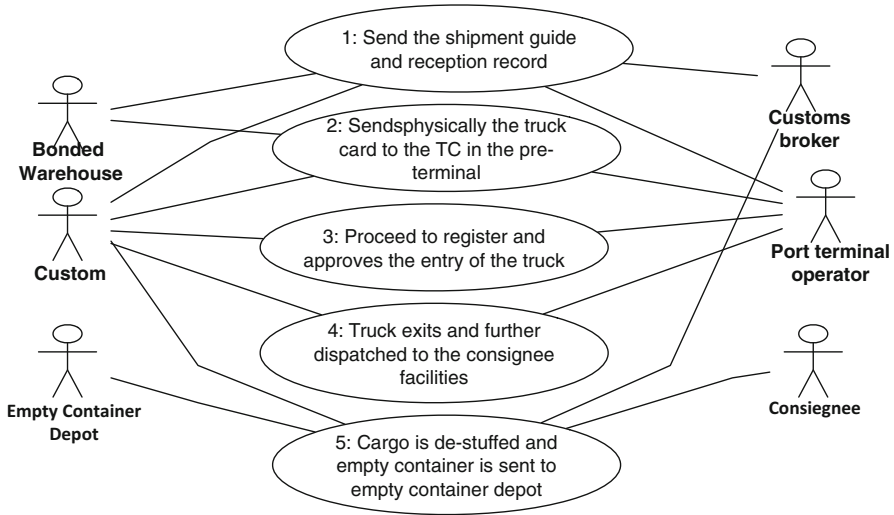 1: Send the shipment guide
and reception record
Bonded
Warehouse
Customs
broker
2: Sendsphysically the truck
card to the TC in the pre-
terminal
Custom
3: Proceed to register and
approves the entry of the truck
Port terminal
operator
4: Truck exits and further
dispatched to the consignee
facilities
Empty Container
Depot
Consiegnee
5: Cargo is de-stuffed and
empty container is sent to
empty container depot